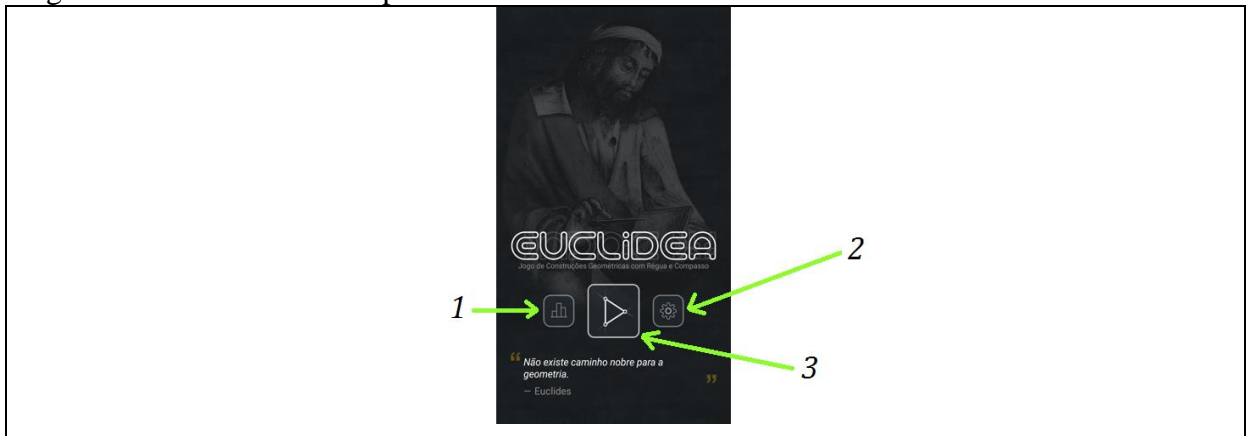 EUCLiDEA
Jogo de Construções Geométricas com Régua e Compasso
1
2
3
“ Não existe caminho nobre para a
geometria. ”
— Euclides